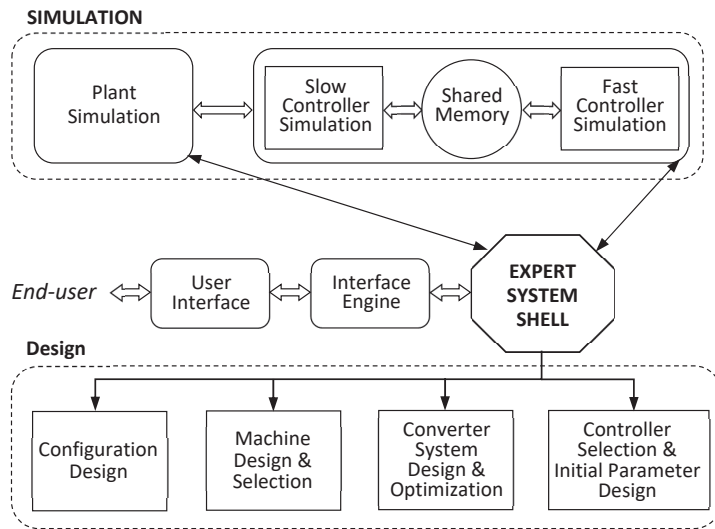 SIMULATION
Plant
Simulation
Slow
Controller
Simulation
Shared
Memory
Fast
Controller
Simulation
End-user
User
Interface
Interface
Engine
EXPERT
SYSTEM
SHELL
Design
Configuration
Design
Machine
Design &
Selection
Converter
System
Design &
Optimization
Controller
Selection &
Initial Parameter
Design